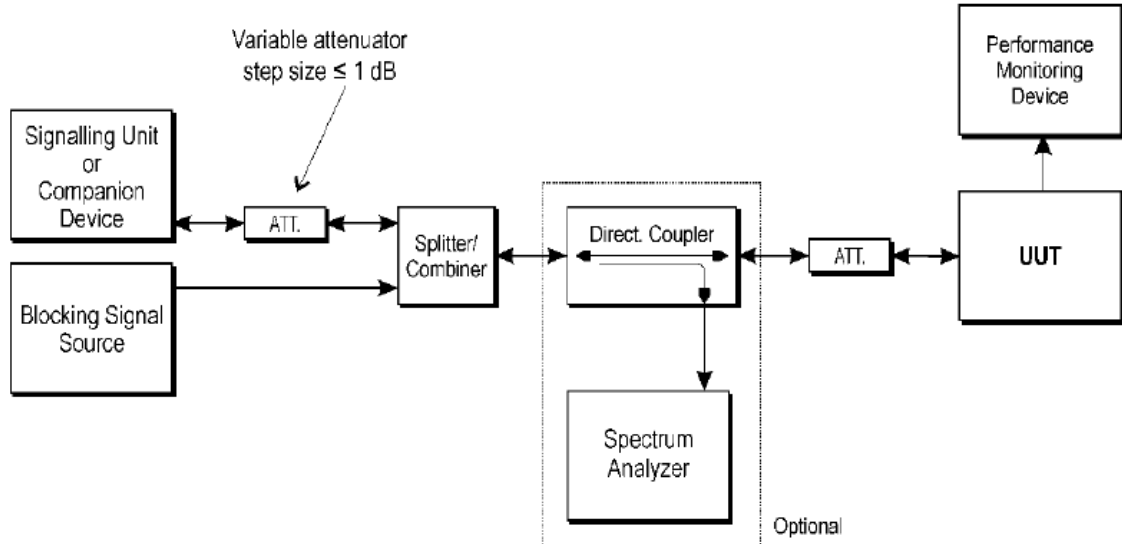 Variable attenuator
step size ≤ 1 dB
Performance
Monitoring
Device
Signalling Unit
or
Companion
Device
ATT.
Splitter/
Combiner
Direct. Coupler
ATT.
UUT
Blocking Signal
Source
Spectrum
Analyzer
Optional